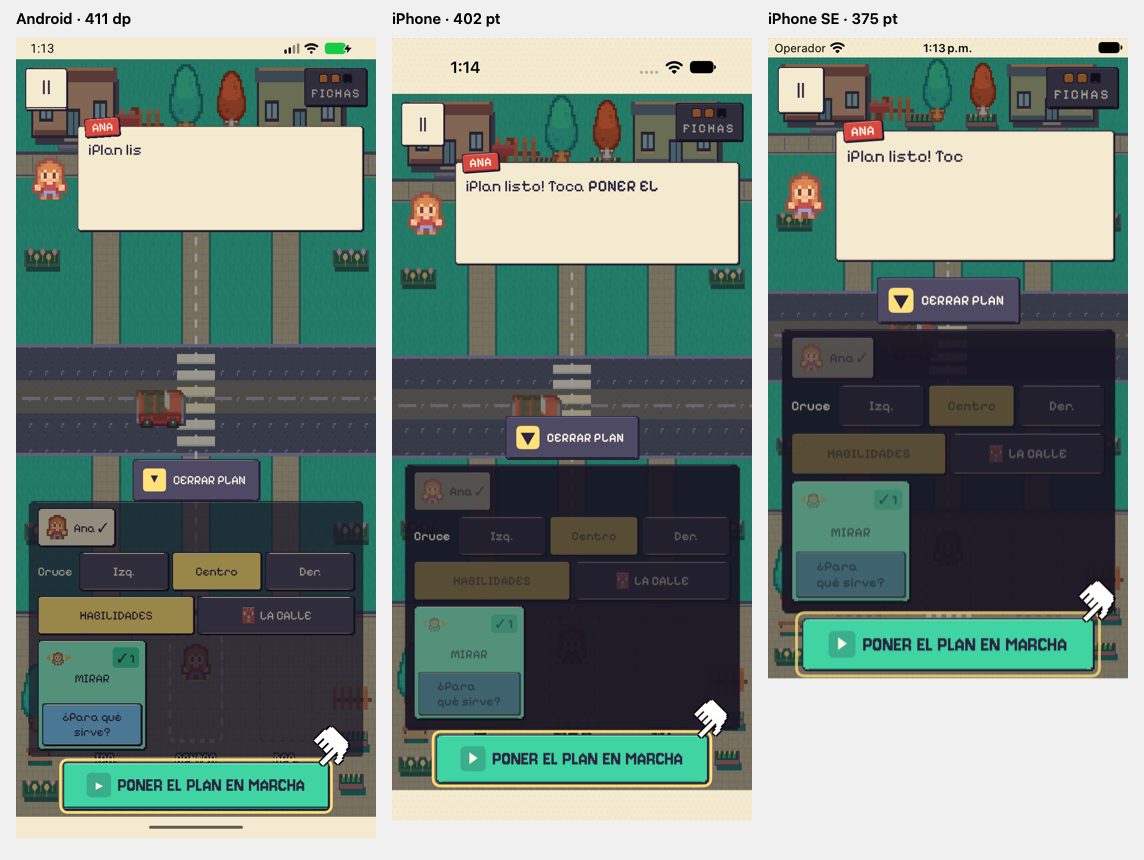 Android · 411 dp
1:13
FICHAS
ANA
¡Plan lis
CERRAR PLAN
Ana ✓
Cruce
Izq.
Centro
Der.
HABILIDADES
LA CALLE
✓1
MIRAR
¿Para qué
sirve?
PONER EL PLAN EN MARCHA
iPhone · 402 pt
1:14
FICHAS
ANA
¡Plan listo! Toca PONER EL
CERRAR PLAN
Ana ✓
Cruce
Izq.
Centro
Der.
HABILIDADES
LA CALLE
✓1
MIRAR
¿Para
qué sirve?
PONER EL PLAN EN MARCHA
iPhone SE · 375 pt
Operador
1:13 p.m.
FICHAS
ANA
¡Plan listo! Toc
CERRAR PLAN
Ana ✓
Cruce
Izq.
Centro
Der.
HABILIDADES
LA CALLE
✓1
MIRAR
¿Para
qué sirve?
PONER EL PLAN EN MARCHA